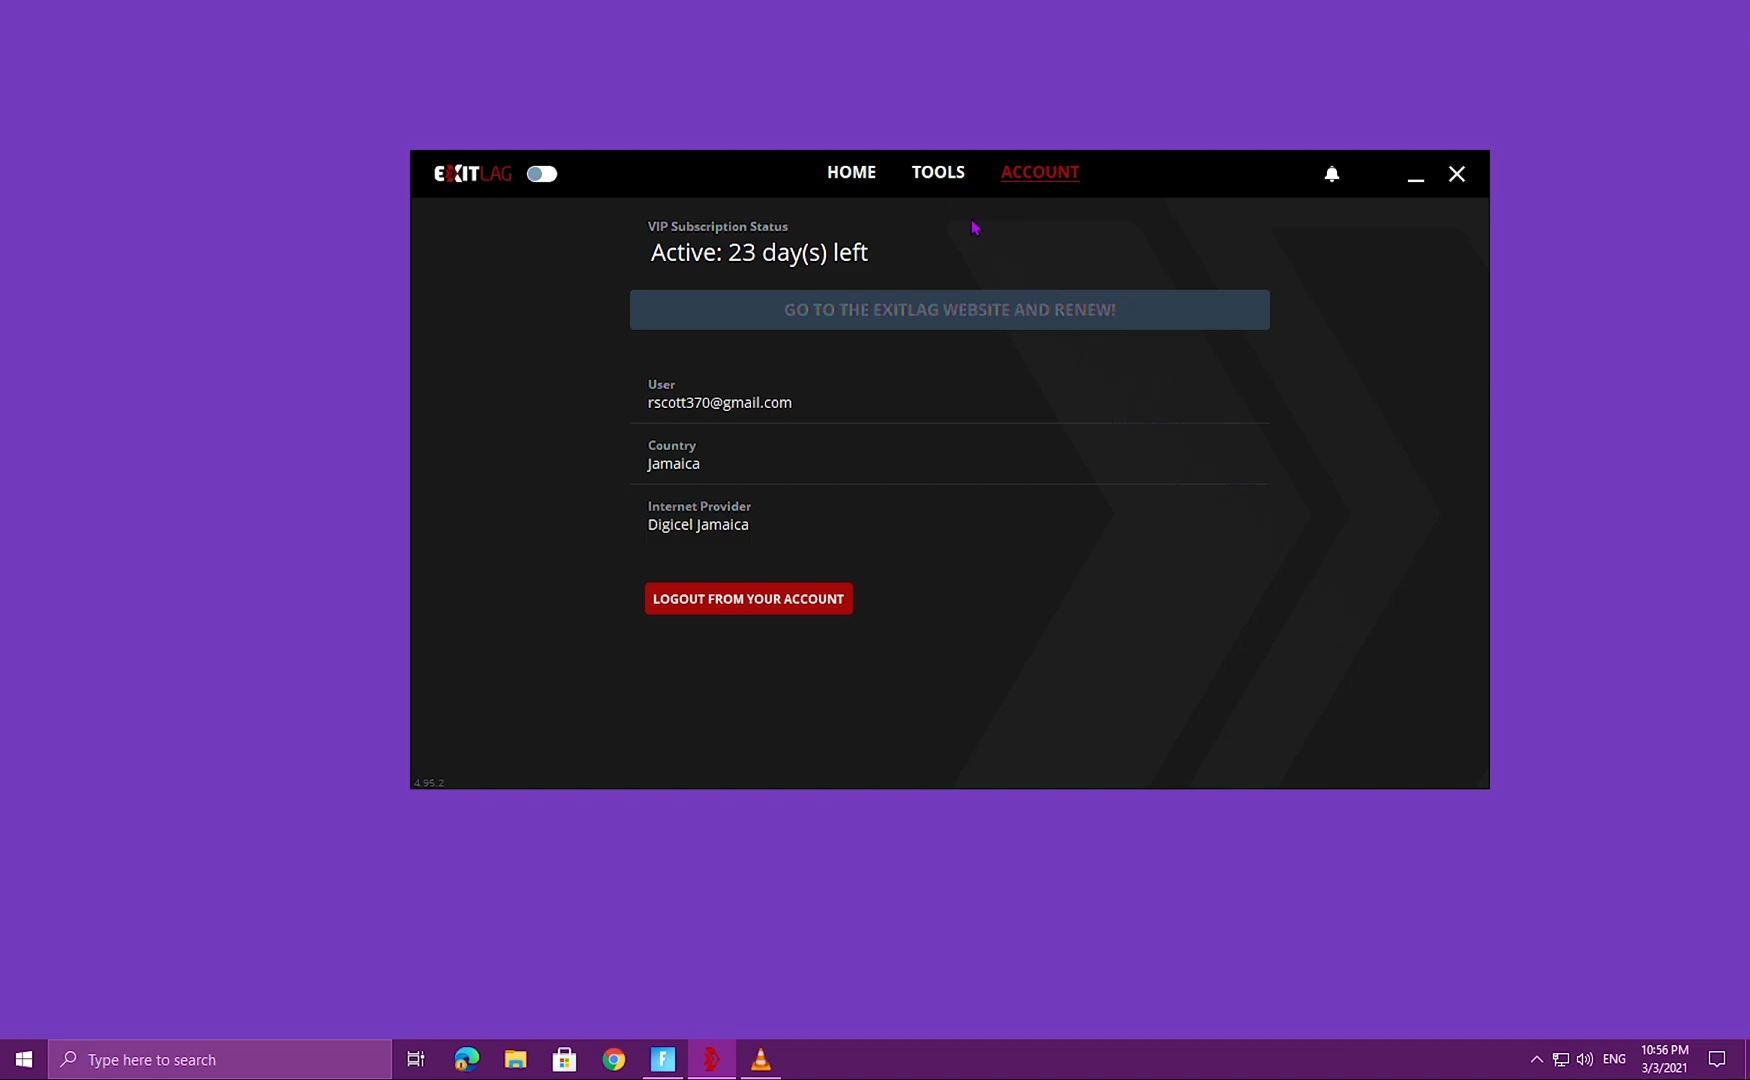 EXITLAG
HOME
TOOLS
ACCOUNT
VIP Subscription Status
Active: 23 day(s) left
GO TO THE EXITLAG WEBSITE AND RENEW!
User
rscott370@gmail.com
Country
Jamaica
Internet Provider
Digicel Jamaica
LOGOUT FROM YOUR ACCOUNT
4.95.2
Type here to search
F
ENG
10:56 PM
3/3/2021